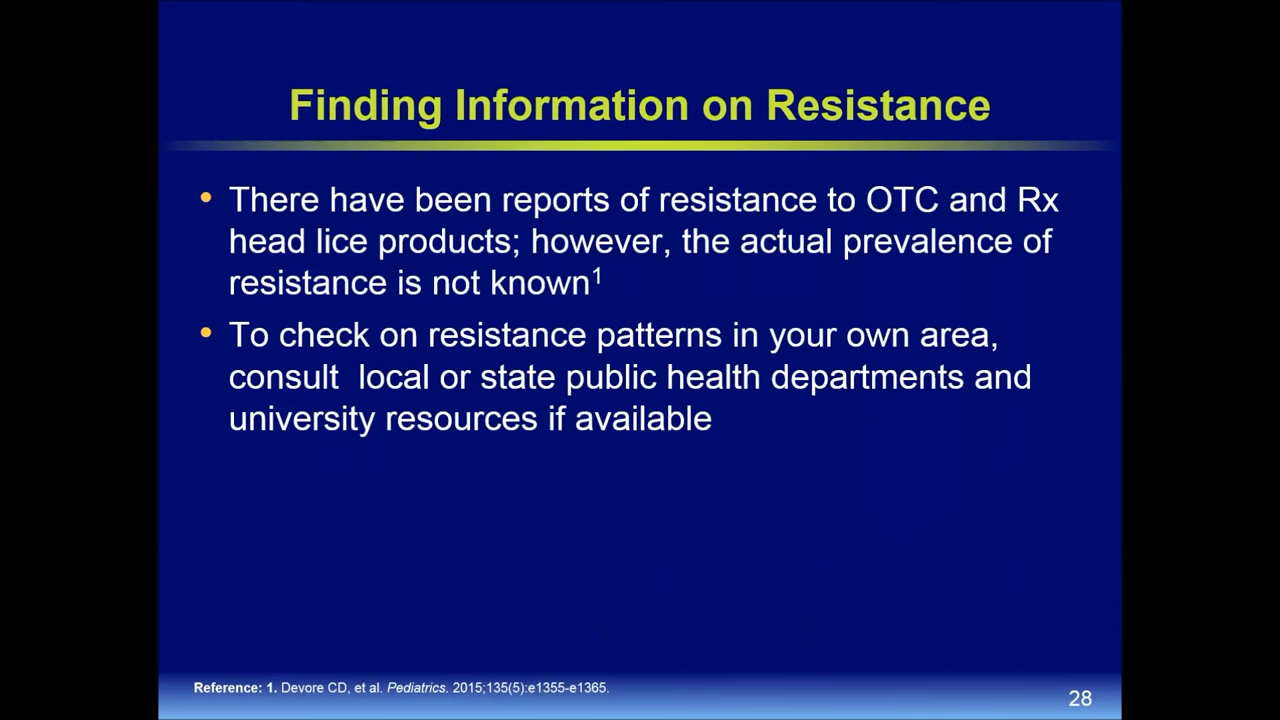 Finding Information on Resistance
• There have been reports of resistance to OTC and Rx
head lice products; however, the actual prevalence of
resistance is not known¹
• To check on resistance patterns in your own area,
consult  local or state public health departments and
university resources if available
Reference: 1. Devore CD, et al. Pediatrics. 2015;135(5):e1355-e1365.
28